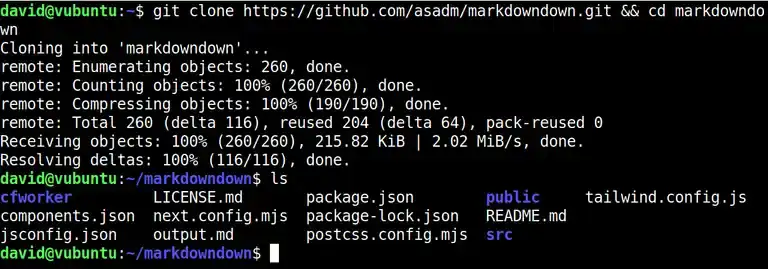 david@vubuntu:~$ git clone https://github.com/asadm/markdowndown.git && cd markdowndo
wn
Cloning into 'markdowndown'...
remote: Enumerating objects: 260, done.
remote: Counting objects: 100% (260/260), done.
remote: Compressing objects: 100% (190/190), done.
remote: Total 260 (delta 116), reused 204 (delta 64), pack-reused 0
Receiving objects: 100% (260/260), 215.82 KiB | 2.02 MiB/s, done.
Resolving deltas: 100% (116/116), done.
david@vubuntu:~/markdowndown$ ls
cfworker LICENSE.md package.json public tailwind.config.js
components.json next.config.mjs package-lock.json README.md
jsconfig.json output.md postcss.config.mjs src
david@vubuntu:~/markdowndown$